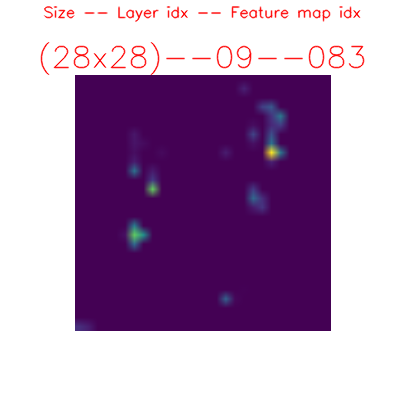 Size -- Layer idx -- Feature map idx
(28x28)--09--083